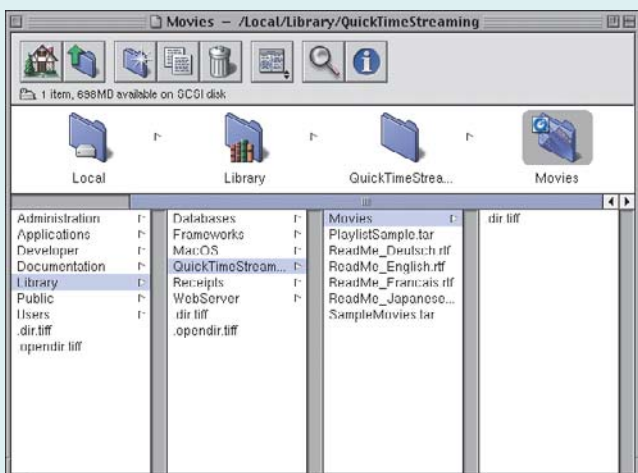 Movies – /Local/Library/QuickTimeStreaming
1 item, 698MB available on SCSI disk
Local
Library
QuickTimeStrea...
Movies
Administration
Applications
Developer
Documentation
Library
Public
Users
.dir.tiff
.opendir.tiff
Databases
Frameworks
MacOS
QuickTimeStream...
Receipts
WebServer
.dir.tiff
.opendir.tiff
Movies
PlaylistSample.tar
ReadMe_Deutsch.rtf
ReadMe_English.rtf
ReadMe_Francais.rtf
ReadMe_Japanese...
SampleMovies.tar
.dir.tiff